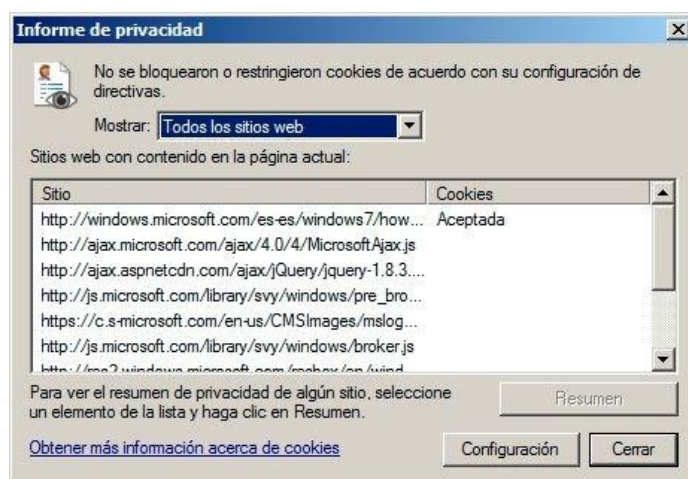 Informe de privacidad
No se bloquearon o restringieron cookies de acuerdo con su configuración de
directivas.
Mostrar: Todos los sitios web
Sitios web con contenido en la página actual:
Sitio Cookies
http://windows.microsoft.com/es-es/windows7/how... Aceptada
http://ajax.microsoft.com/ajax/4.0/4/MicrosoftAjax.js
http://ajax.aspnetcdn.com/ajax/jQuery/jquery-1.8.3....
http://js.microsoft.com/library/svy/windows/pre_bro...
https://c.s-microsoft.com/en-us/CMSImages/mslog...
http://js.microsoft.com/library/svy/windows/broker.js
Para ver el resumen de privacidad de algún sitio, seleccione
un elemento de la lista y haga clic en Resumen.
Resumen
Obtener más información acerca de cookies
Configuración
Cerrar